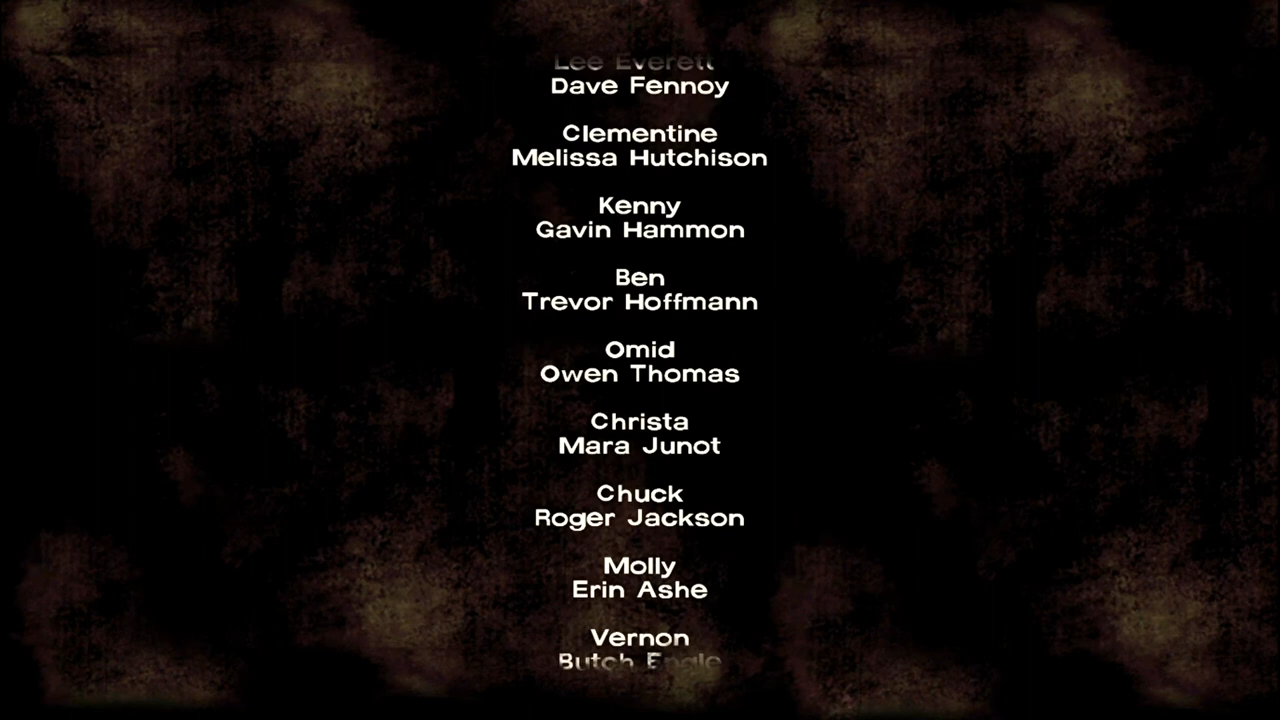 Lee Everett
Dave Fennoy
Clementine
Melissa Hutchison
Kenny
Gavin Hammon
Ben
Trevor Hoffmann
Omid
Owen Thomas
Christa
Mara Junot
Chuck
Roger Jackson
Molly
Erin Ashe
Vernon
Butch Engle